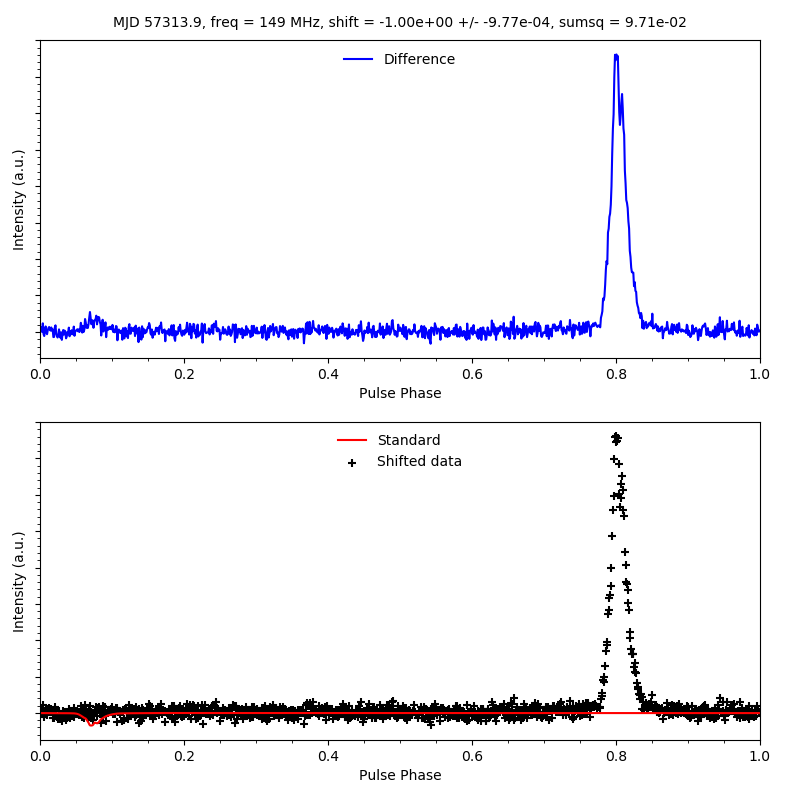 MJD 57313.9, freq = 149 MHz, shift = -1.00e+00 +/- -9.77e-04, sumsq = 9.71e-02
Difference
Intensity (a.u.)
0.0 0.2 0.4 0.6 0.8 1.0
Pulse Phase
Standard
Shifted data
Intensity (a.u.)
0.0 0.2 0.4 0.6 0.8 1.0
Pulse Phase